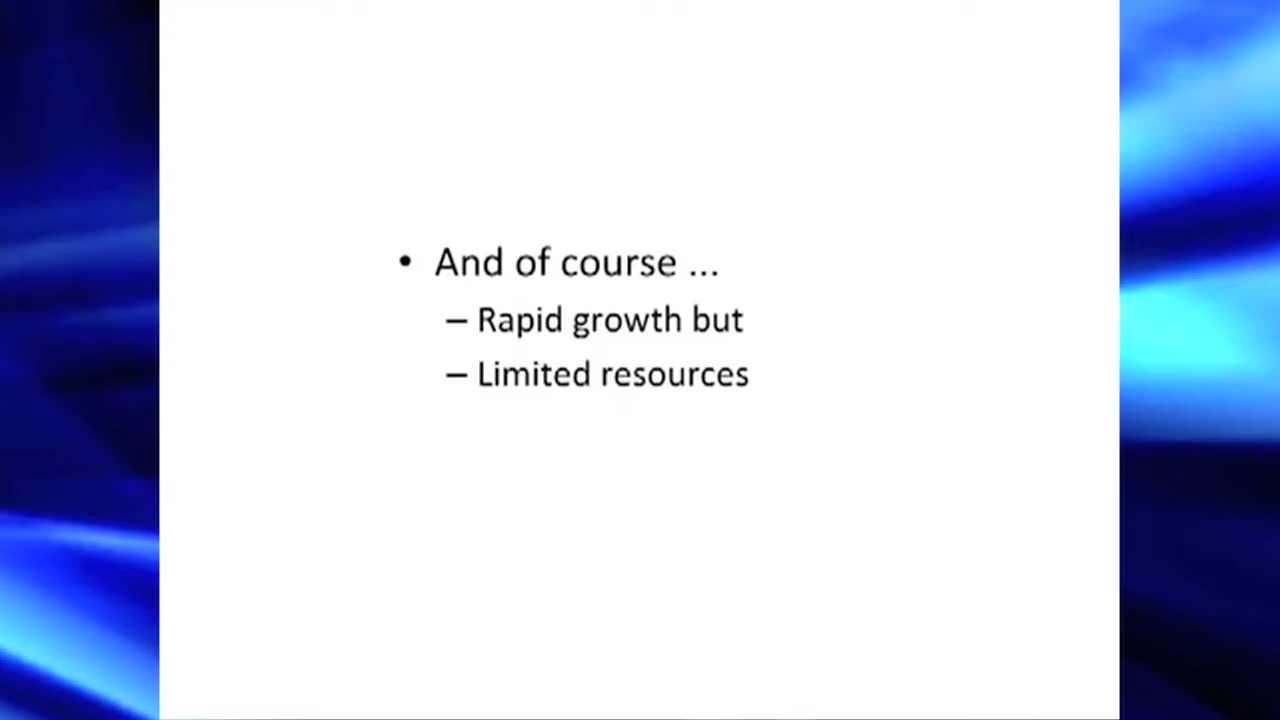 • And of course ...
– Rapid growth but
– Limited resources